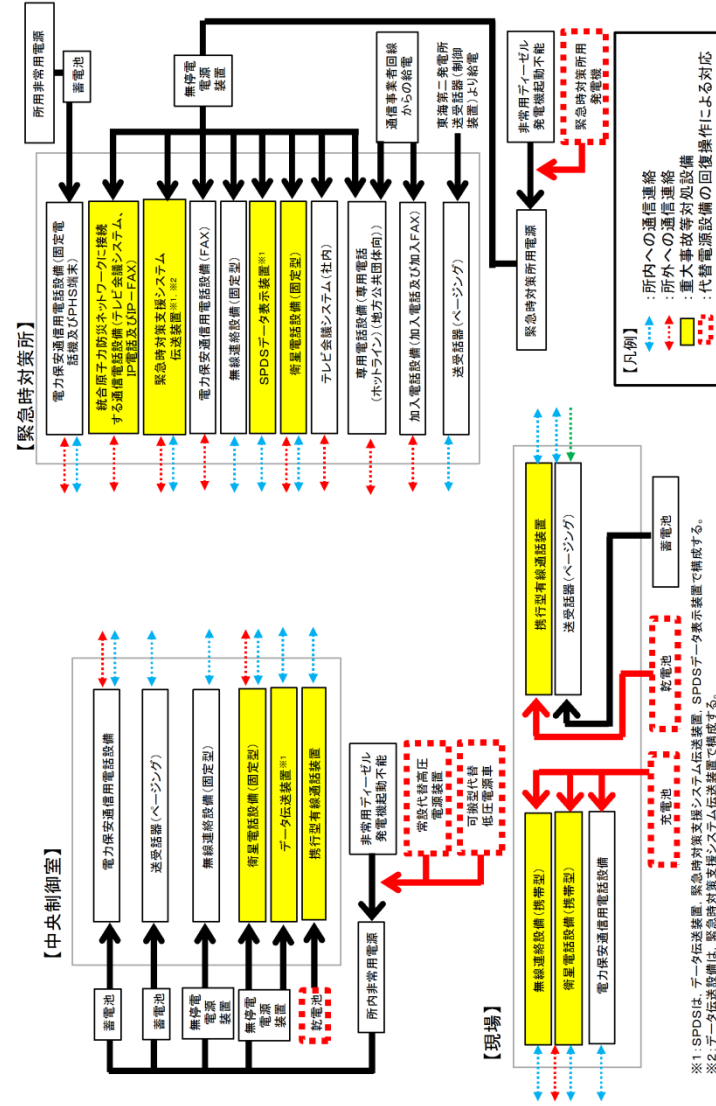 【中央制御室】
蓄電池
蓄電池
無停電
電源
装置
無停電
電源
装置
乾電池
電力保安通信用電話設備
送受話器(ページング)
無線連絡設備(固定型)
衛星電話設備(固定型)
データ伝送装置※1
携行型有線通話装置
所内非常用電源
非常用ディーゼル
発電機起動不能
常設代替高圧
電源装置
可搬型代替
低圧電源車
【緊急時対策所】
電力保安通信用電話設備(固定電
話機及びPHS端末)
統合原子力防災ネットワークに接続
する通信電話設備(テレビ会議システム、
IP電話及びIP-FAX)
緊急時対策支援システム
伝送装置※1、※2
電力保安通信用電話設備(FAX)
無線連絡設備(固定型)
SPDSデータ表示装置※1
衛星電話設備(固定型)
テレビ会議システム(社内)
専用電話設備(専用電話
(ホットライン)(地方公共団体向))
加入電話設備(加入電話及び加入FAX)
送受話器(ページング)
所用非常用電源
蓄電池
無停電
電源
装置
通信事業者回線
からの給電
東海第二発電所
送受話器(制御
装置)より給電
緊急時対策所用電源
非常用ディーゼル
発電機起動不能
緊急時対策所用
発電機
【現場】
無線連絡設備(携帯型)
衛星電話設備(携帯型)
電力保安通信用電話設備
充電池
携行型有線通話装置
送受話器(ページング)
乾電池
蓄電池
【凡例】
:所内への通信連絡
:所外への通信連絡
:重大事故等対処設備
:代替電源設備の回復操作による対応
※1:SPDSは、データ伝送装置、緊急時対策支援システム伝送装置、SPDSデータ表示装置で構成する。
※2:データ伝送設備は、緊急時対策支援システム伝送装置で構成する。